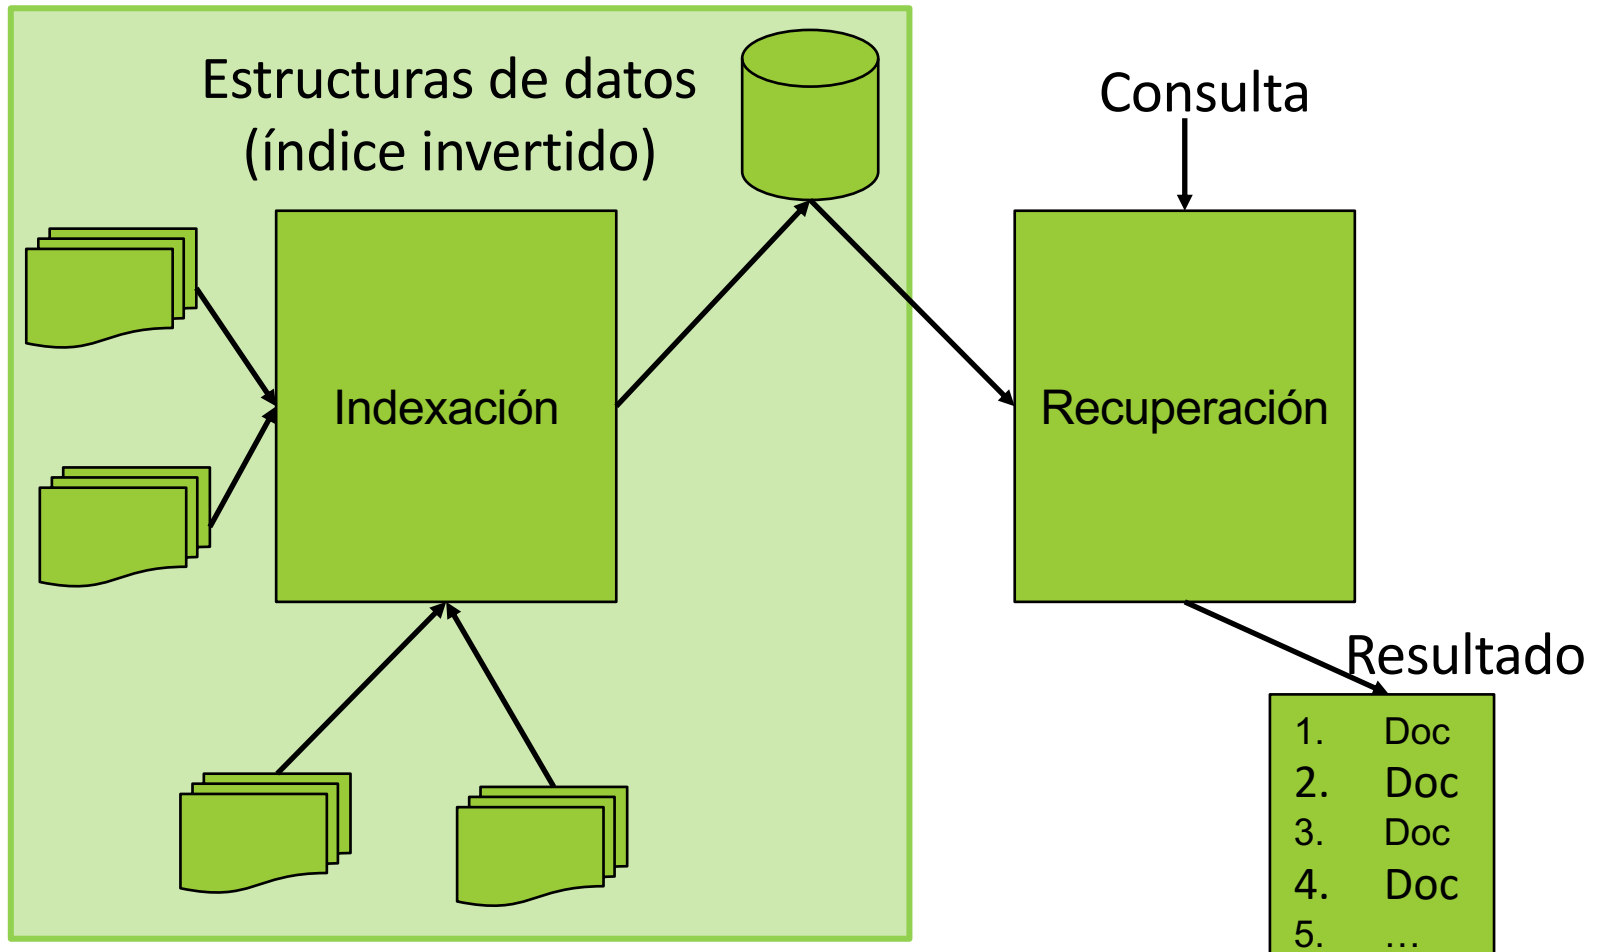 Estructuras de datos
(índice invertido)
Consulta
Indexación
Recuperación
Resultado
1. Doc
2. Doc
3. Doc
4. Doc
5. …